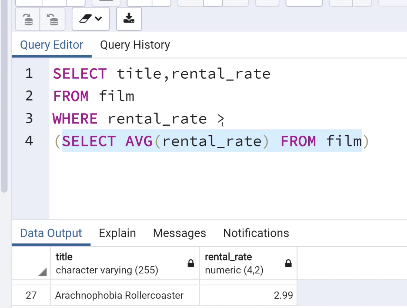 Query Editor Query History
1 SELECT title,rental_rate
2 FROM film
3 WHERE rental_rate >
4 (SELECT AVG(rental_rate) FROM film)
Data Output Explain Messages Notifications
title rental_rate
character varying (255) numeric (4,2)
27 Arachnophobia Rollercoaster 2.99